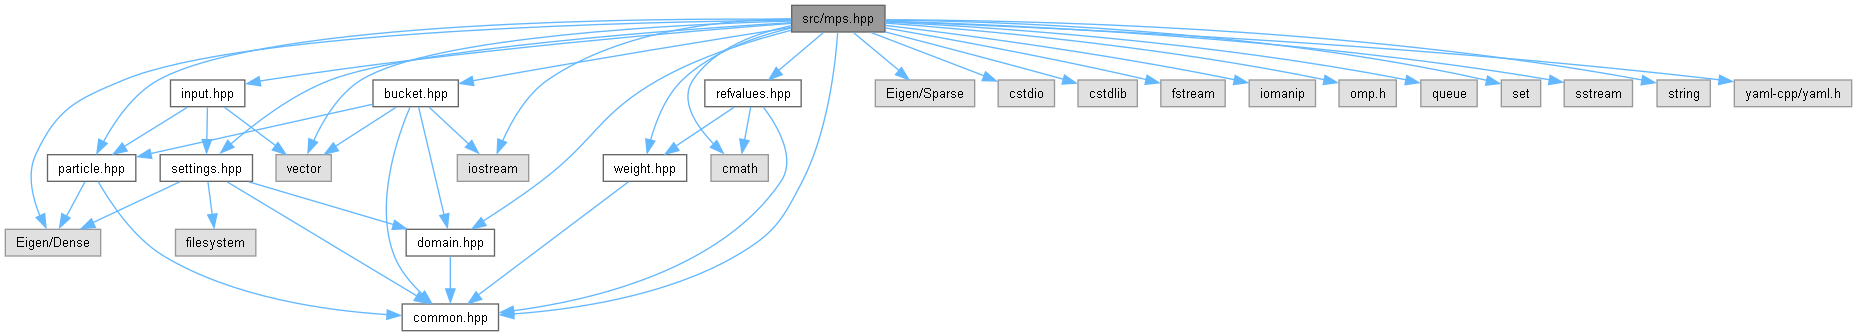 src/mps.hpp
input.hpp
bucket.hpp
refvalues.hpp
Eigen/Sparse
cstdio
cstdlib
fstream
iomanip
omp.h
queue
set
sstream
string
yaml-cpp/yaml.h
particle.hpp
settings.hpp
vector
iostream
weight.hpp
cmath
Eigen/Dense
filesystem
domain.hpp
common.hpp